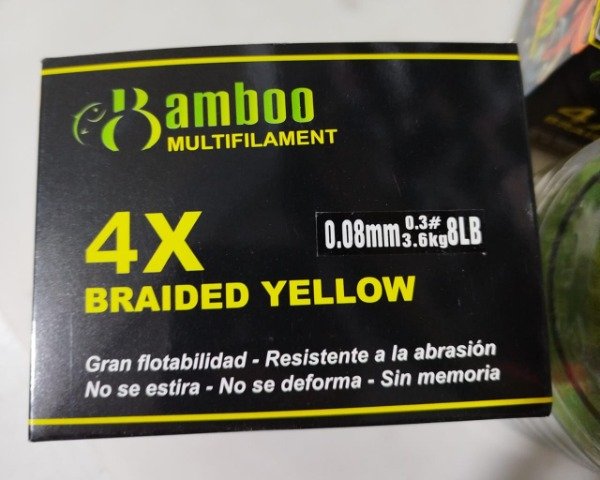 Bamboo
MULTIFILAMENT
4X
0.08mm 0.3# 3.6kg 8LB
BRAIDED YELLOW
Gran flotabilidad - Resistente a la abrasión
No se estira - No se deforma - Sin memoria
4